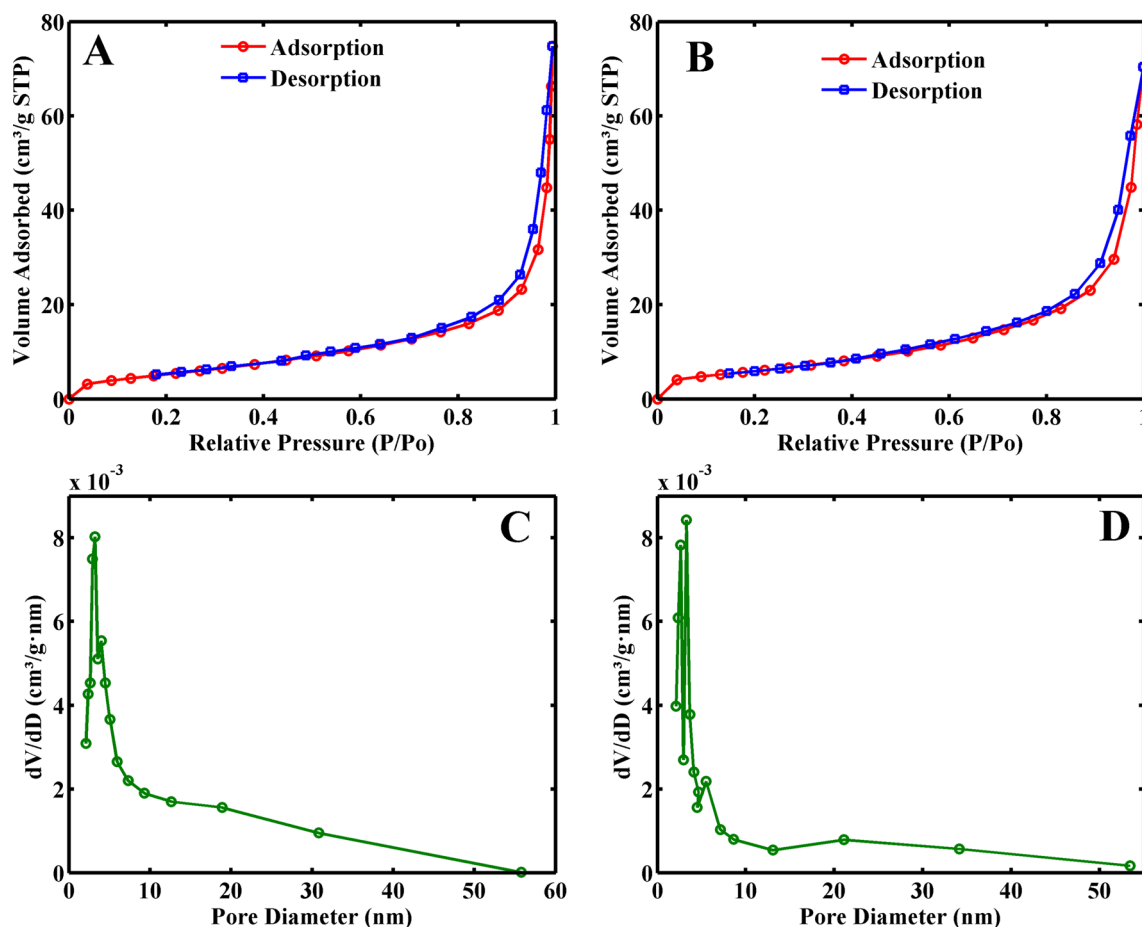 A
Adsorption
Desorption
80
60
40
20
0
Volume Adsorbed (cm³/g STP)
0 0.2 0.4 0.6 0.8 1
Relative Pressure (P/Po)
B
Adsorption
Desorption
80
60
40
20
0
Volume Adsorbed (cm³/g STP)
0 0.2 0.4 0.6 0.8 1
Relative Pressure (P/Po)
x 10⁻³
C
8
6
4
2
0
dV/dD (cm³/g·nm)
0 10 20 30 40 50 60
Pore Diameter (nm)
x 10⁻³
D
8
6
4
2
0
dV/dD (cm³/g·nm)
0 10 20 30 40 50
Pore Diameter (nm)